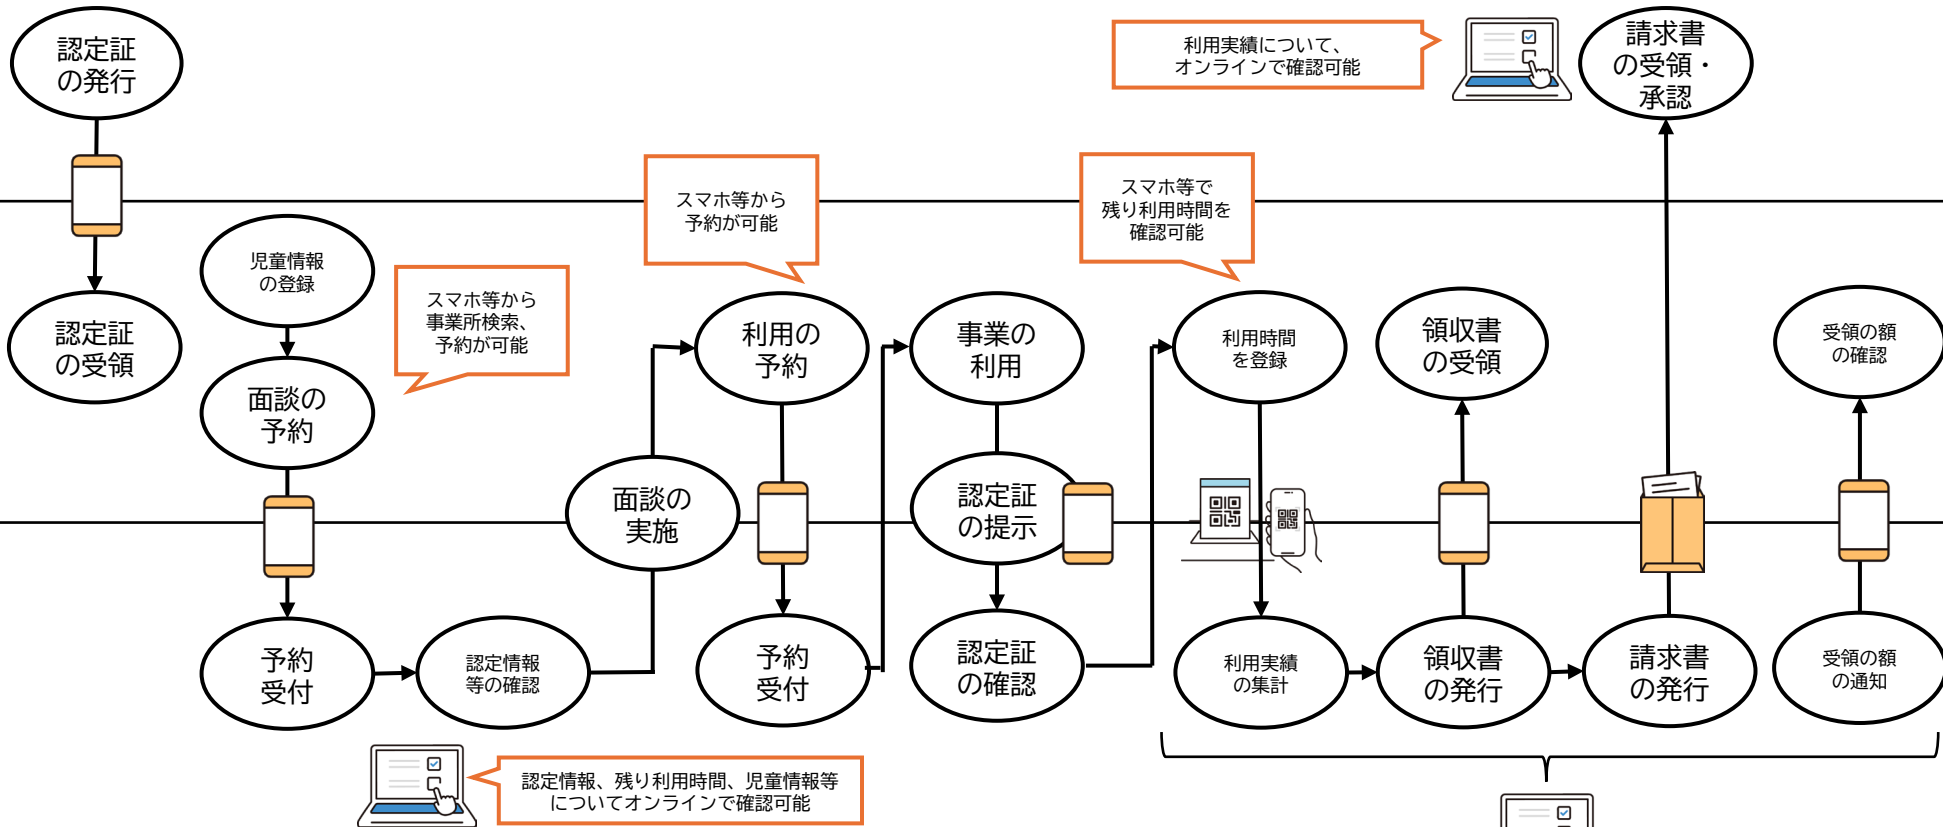 認定証
の発行
利用実績について、
オンラインで確認可能
請求書
の受領・
承認
スマホ等から
予約が可能
スマホ等で
残り利用時間を
確認可能
児童情報
の登録
スマホ等から
事業所検索、
予約が可能
認定証
の受領
面談の
予約
利用の
予約
事業の
利用
利用時間
を登録
領収書
の受領
受領の額
の確認
面談の
実施
認定証
の提示
予約
受付
認定情報
等の確認
予約
受付
認定証
の確認
利用実績
の集計
領収書
の発行
請求書
の発行
受領の額
の通知
認定情報、残り利用時間、児童情報等
についてオンラインで確認可能